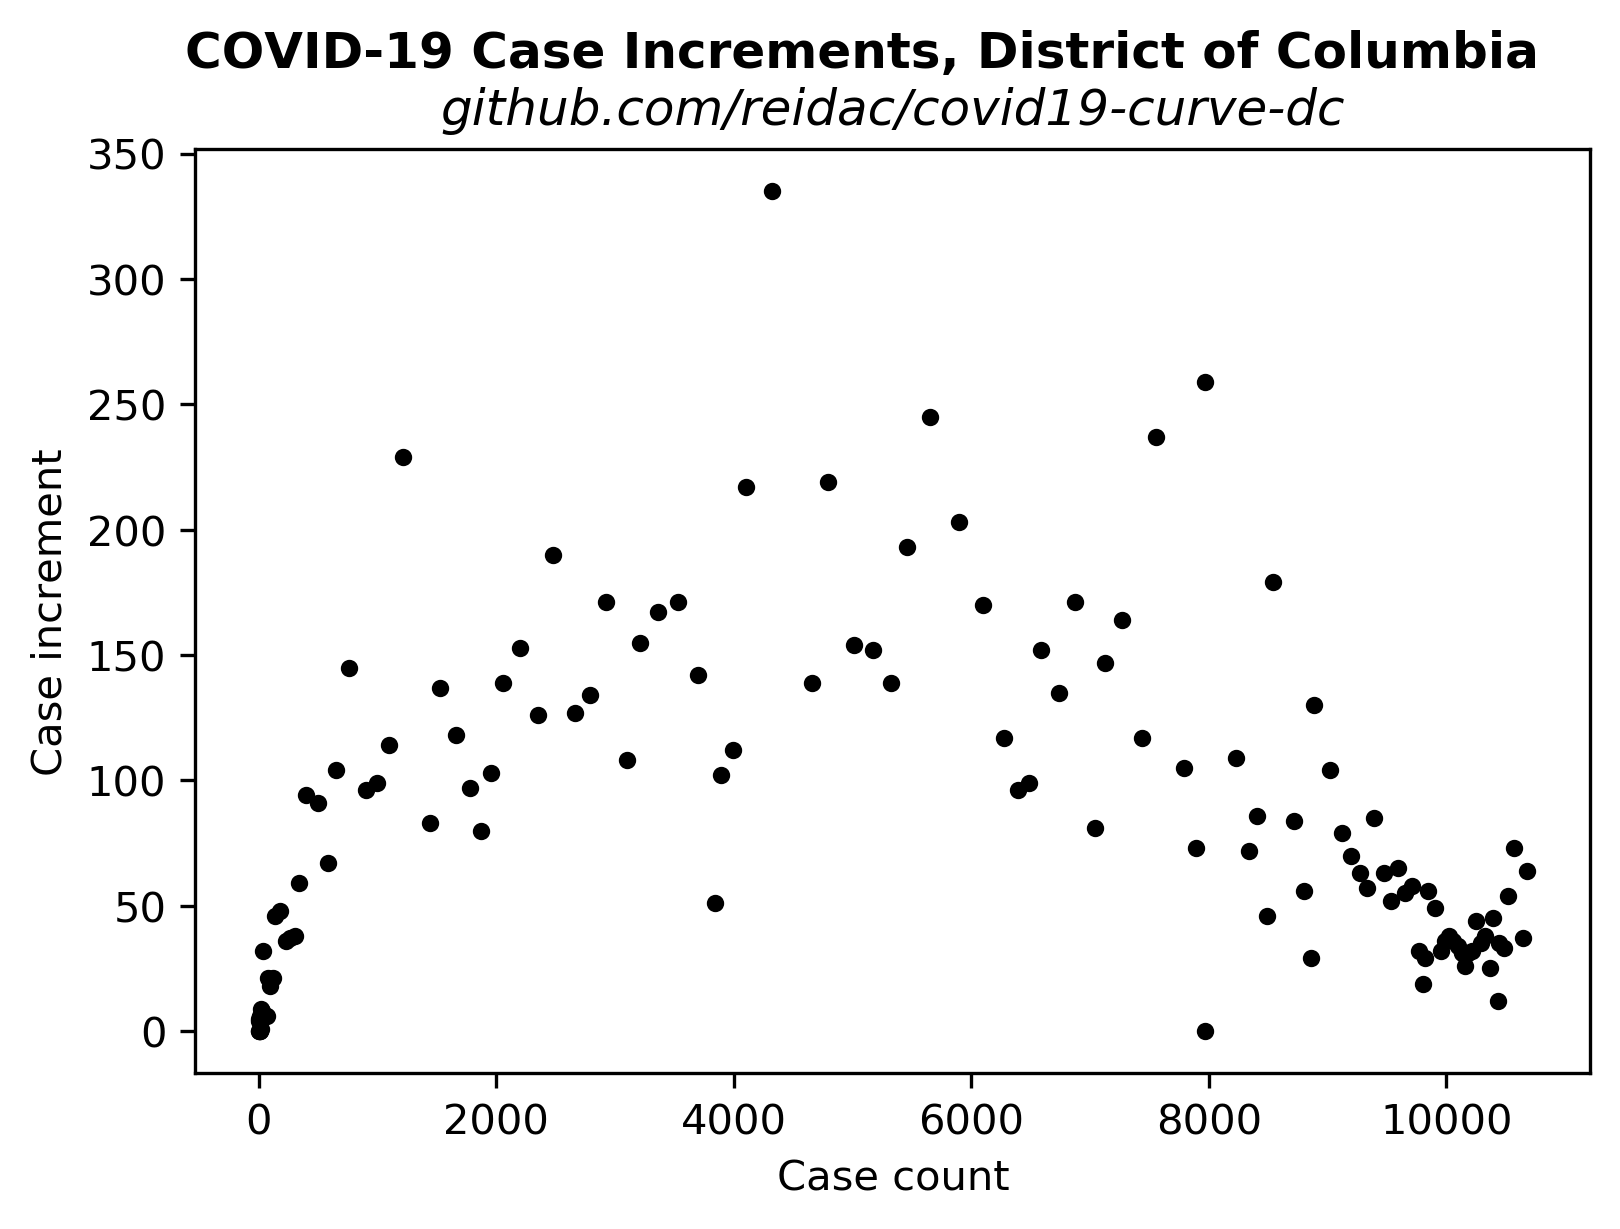 COVID-19 Case Increments, District of Columbia
github.com/reidac/covid19-curve-dc
350
300
250
200
150
100
50
0
Case increment
0 2000 4000 6000 8000 10000
Case count